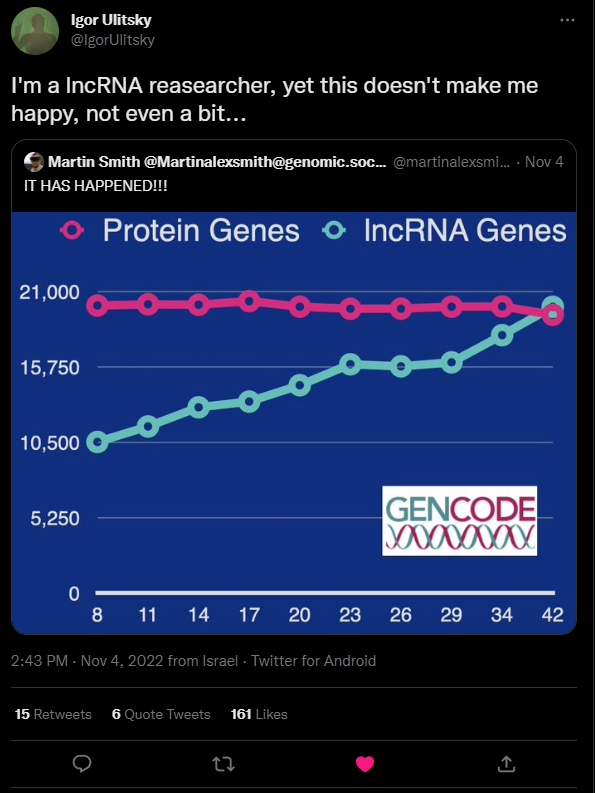 Igor Ulitsky
@IgorUlitsky
I'm a lncRNA reasearcher, yet this doesn't make me
happy, not even a bit...
Martin Smith @Martinalexsmith@genomic.soc... @martinalexsmi... · Nov 4
IT HAS HAPPENED!!!
Protein Genes lncRNA Genes
21,000
15,750
10,500
5,250
0
GENCODE
8 11 14 17 20 23 26 29 34 42
2:43 PM · Nov 4, 2022 from Israel · Twitter for Android
15 Retweets 6 Quote Tweets 161 Likes